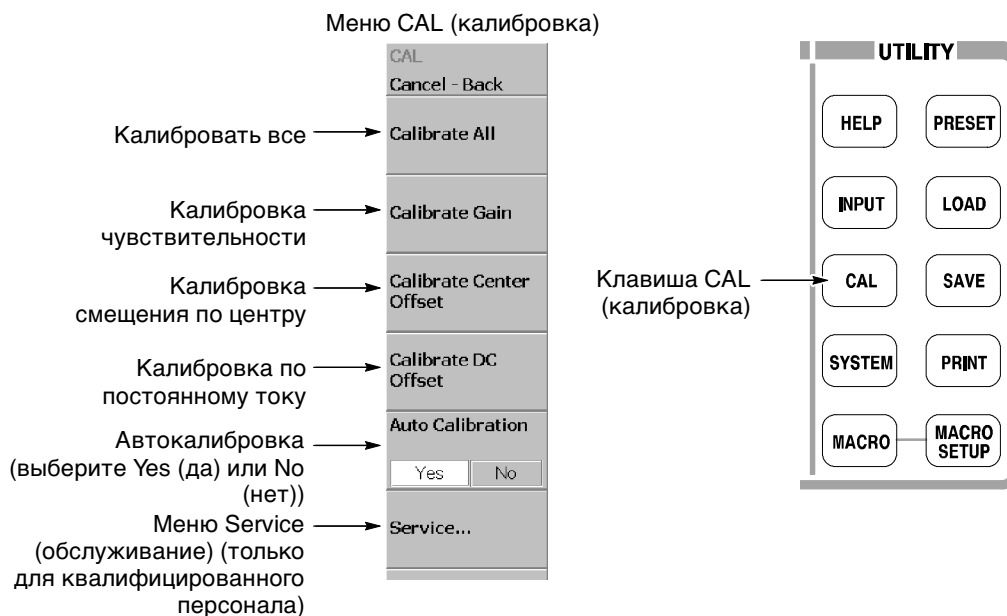 Меню CAL (калибровка)
CAL
Cancel - Back
Калибровать все
Calibrate All
Калибровка
чувствительности
Calibrate Gain
Калибровка
смещения по центру
Calibrate Center
Offset
Калибровка по
постоянному току
Calibrate DC
Offset
Автокалибровка
(выберите Yes (да) или No
(нет))
Auto Calibration
Yes No
Меню Service
(обслуживание) (только
для квалифицированного
персонала)
Service...
UTILITY
HELP PRESET
INPUT LOAD
Клавиша CAL
(калибровка)
CAL SAVE
SYSTEM PRINT
MACRO MACRO
SETUP